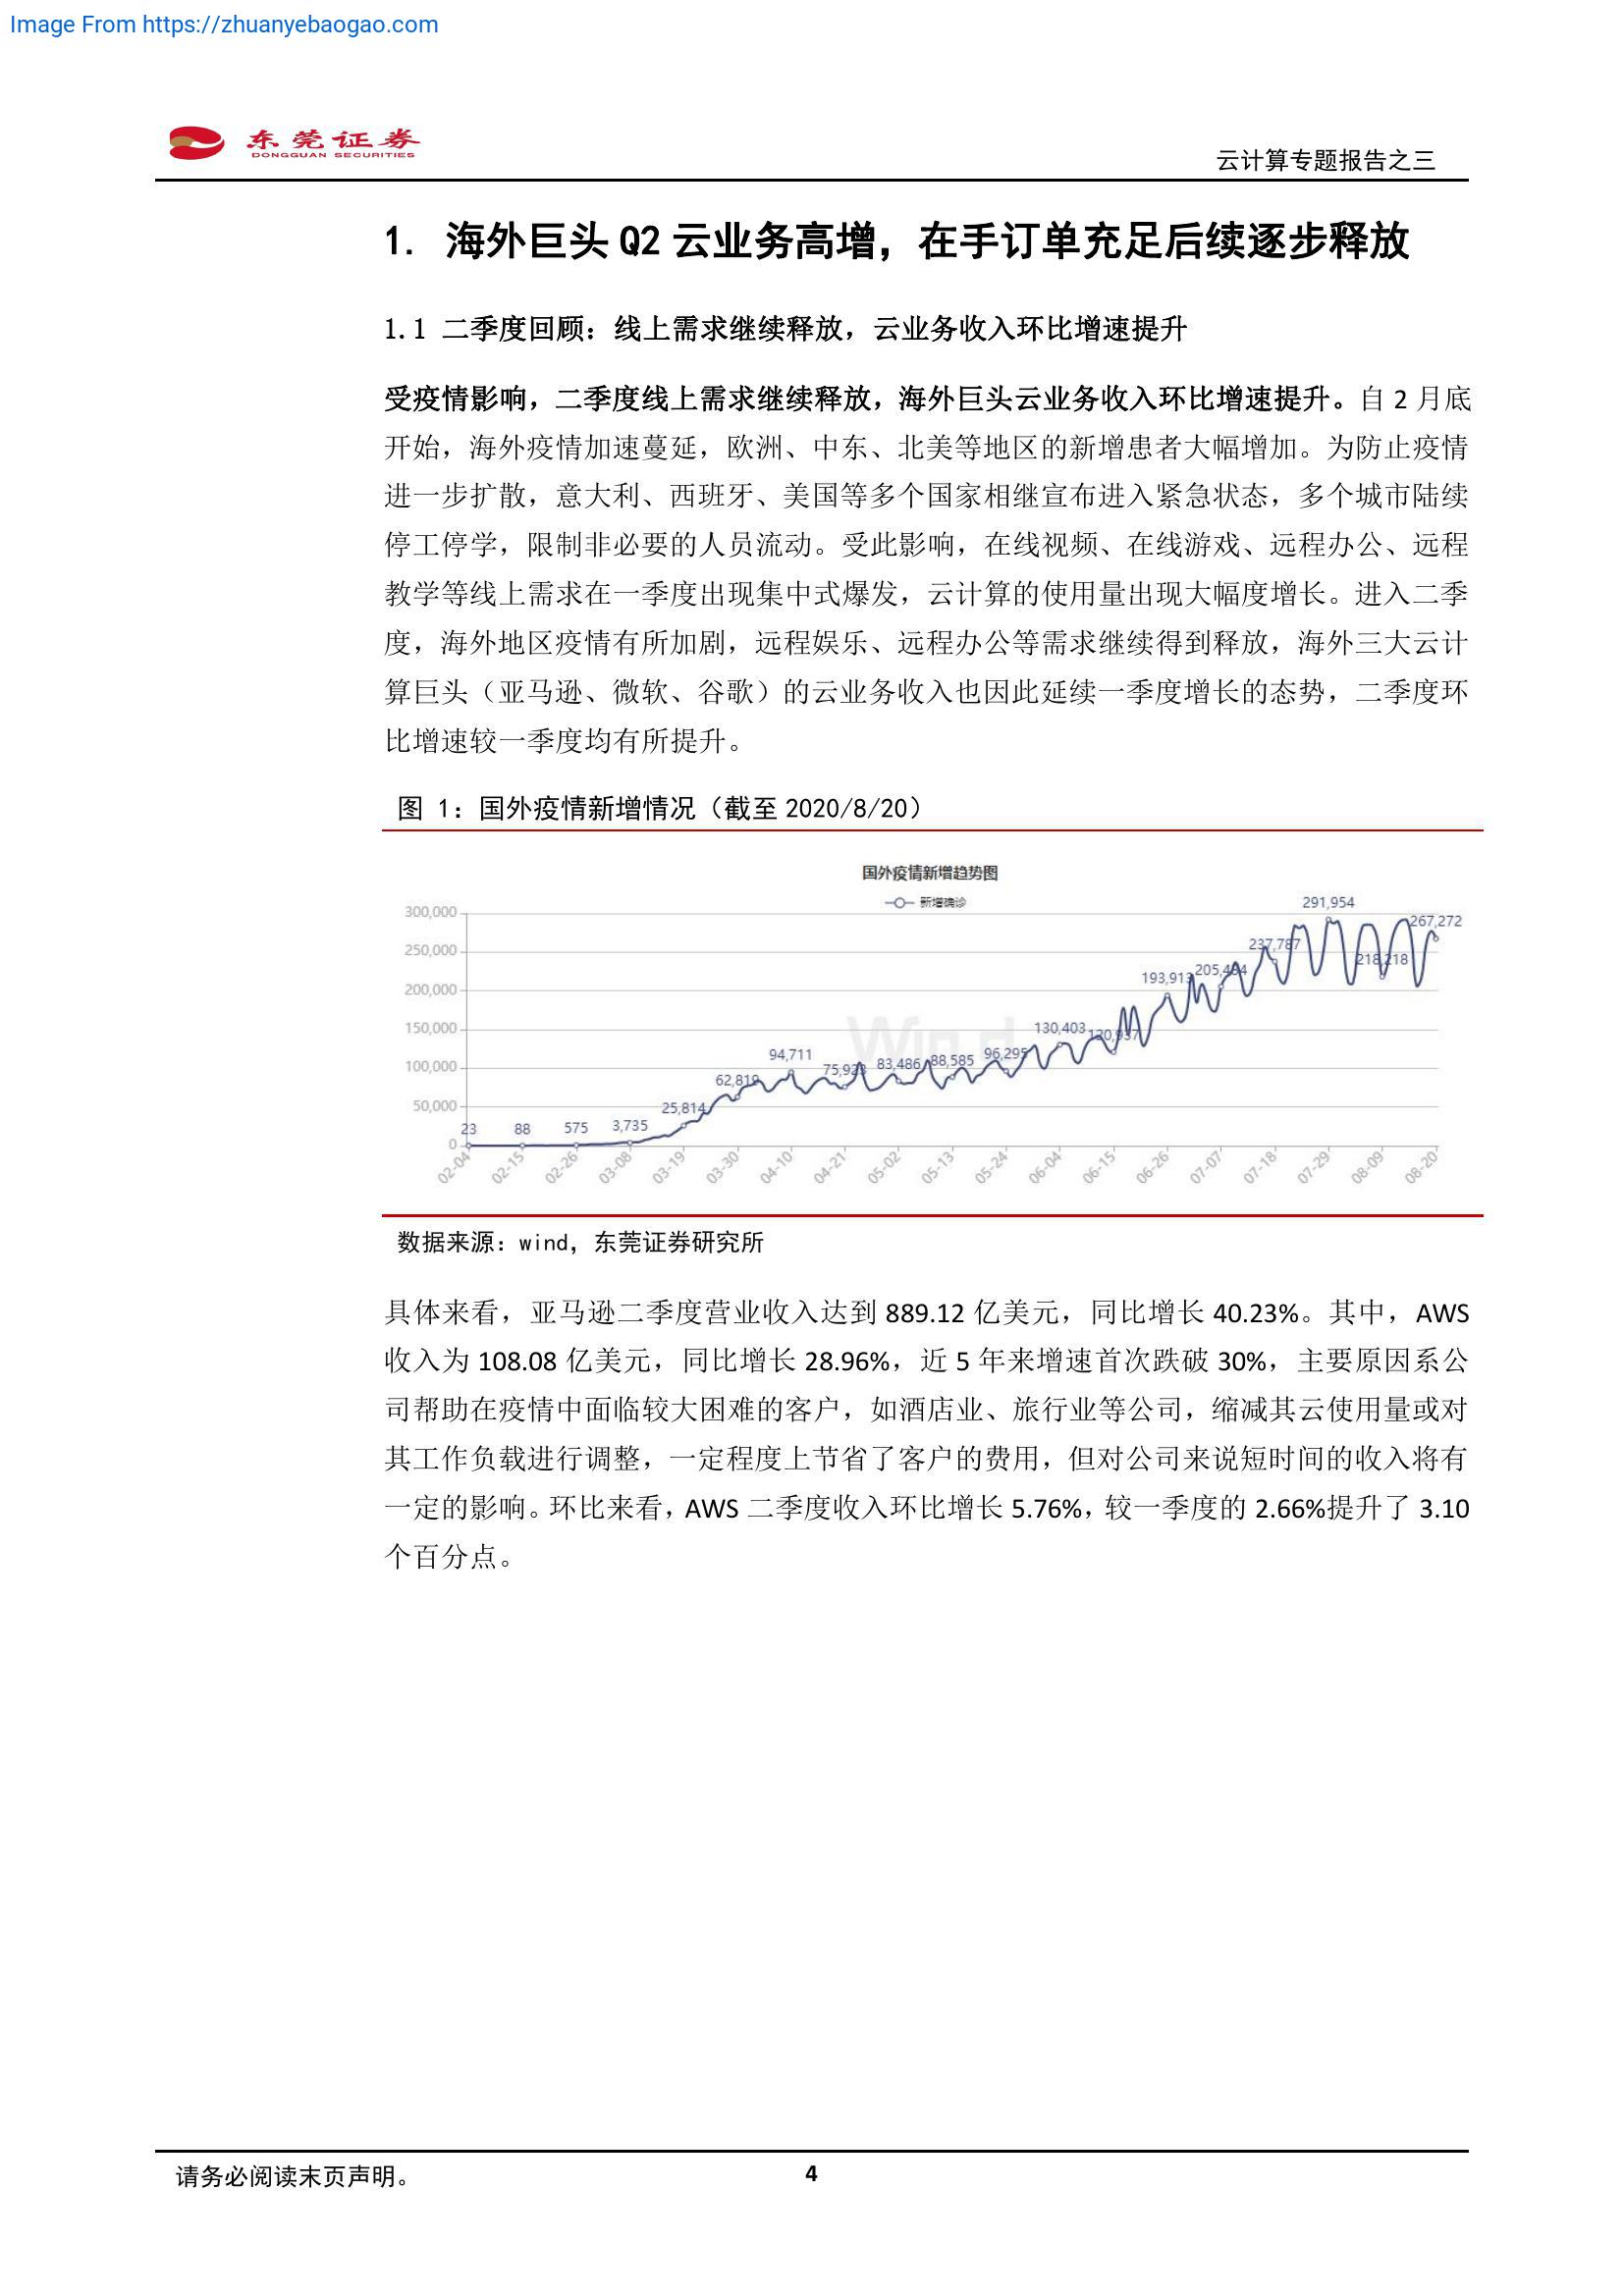 Image From https://zhuanyebaogao.com
东莞证券
DONGGUAN SECURITIES
云计算专题报告之三
1. 海外巨头 Q2 云业务高增，在手订单充足后续逐步释放
1.1 二季度回顾：线上需求继续释放，云业务收入环比增速提升
受疫情影响，二季度线上需求继续释放，海外巨头云业务收入环比增速提升。自 2 月底
开始，海外疫情加速蔓延，欧洲、中东、北美等地区的新增患者大幅增加。为防止疫情
进一步扩散，意大利、西班牙、美国等多个国家相继宣布进入紧急状态，多个城市陆续
停工停学，限制非必要的人员流动。受此影响，在线视频、在线游戏、远程办公、远程
教学等线上需求在一季度出现集中式爆发，云计算的使用量出现大幅度增长。进入二季
度，海外地区疫情有所加剧，远程娱乐、远程办公等需求继续得到释放，海外三大云计
算巨头（亚马逊、微软、谷歌）的云业务收入也因此延续一季度增长的态势，二季度环
比增速较一季度均有所提升。
图 1：国外疫情新增情况（截至 2020/8/20）
国外疫情新增趋势图
新增确诊
300,000
250,000
200,000
150,000
100,000
50,000
0
23 88 575 3,735 25,814 62,819 94,711 75,923 83,486 88,585 96,295 130,403 120,937 193,913 205,484 237,787 291,954 218,218 267,272
Wind
02-04 02-15 02-26 03-08 03-19 03-30 04-10 04-21 05-02 05-13 05-24 06-04 06-15 06-26 07-07 07-18 07-29 08-09 08-20
数据来源：wind，东莞证券研究所
具体来看，亚马逊二季度营业收入达到 889.12 亿美元，同比增长 40.23%。其中，AWS
收入为 108.08 亿美元，同比增长 28.96%，近 5 年来增速首次跌破 30%，主要原因系公
司帮助在疫情中面临较大困难的客户，如酒店业、旅行业等公司，缩减其云使用量或对
其工作负载进行调整，一定程度上节省了客户的费用，但对公司来说短时间的收入将有
一定的影响。环比来看，AWS 二季度收入环比增长 5.76%，较一季度的 2.66%提升了 3.10
个百分点。
请务必阅读末页声明。
4